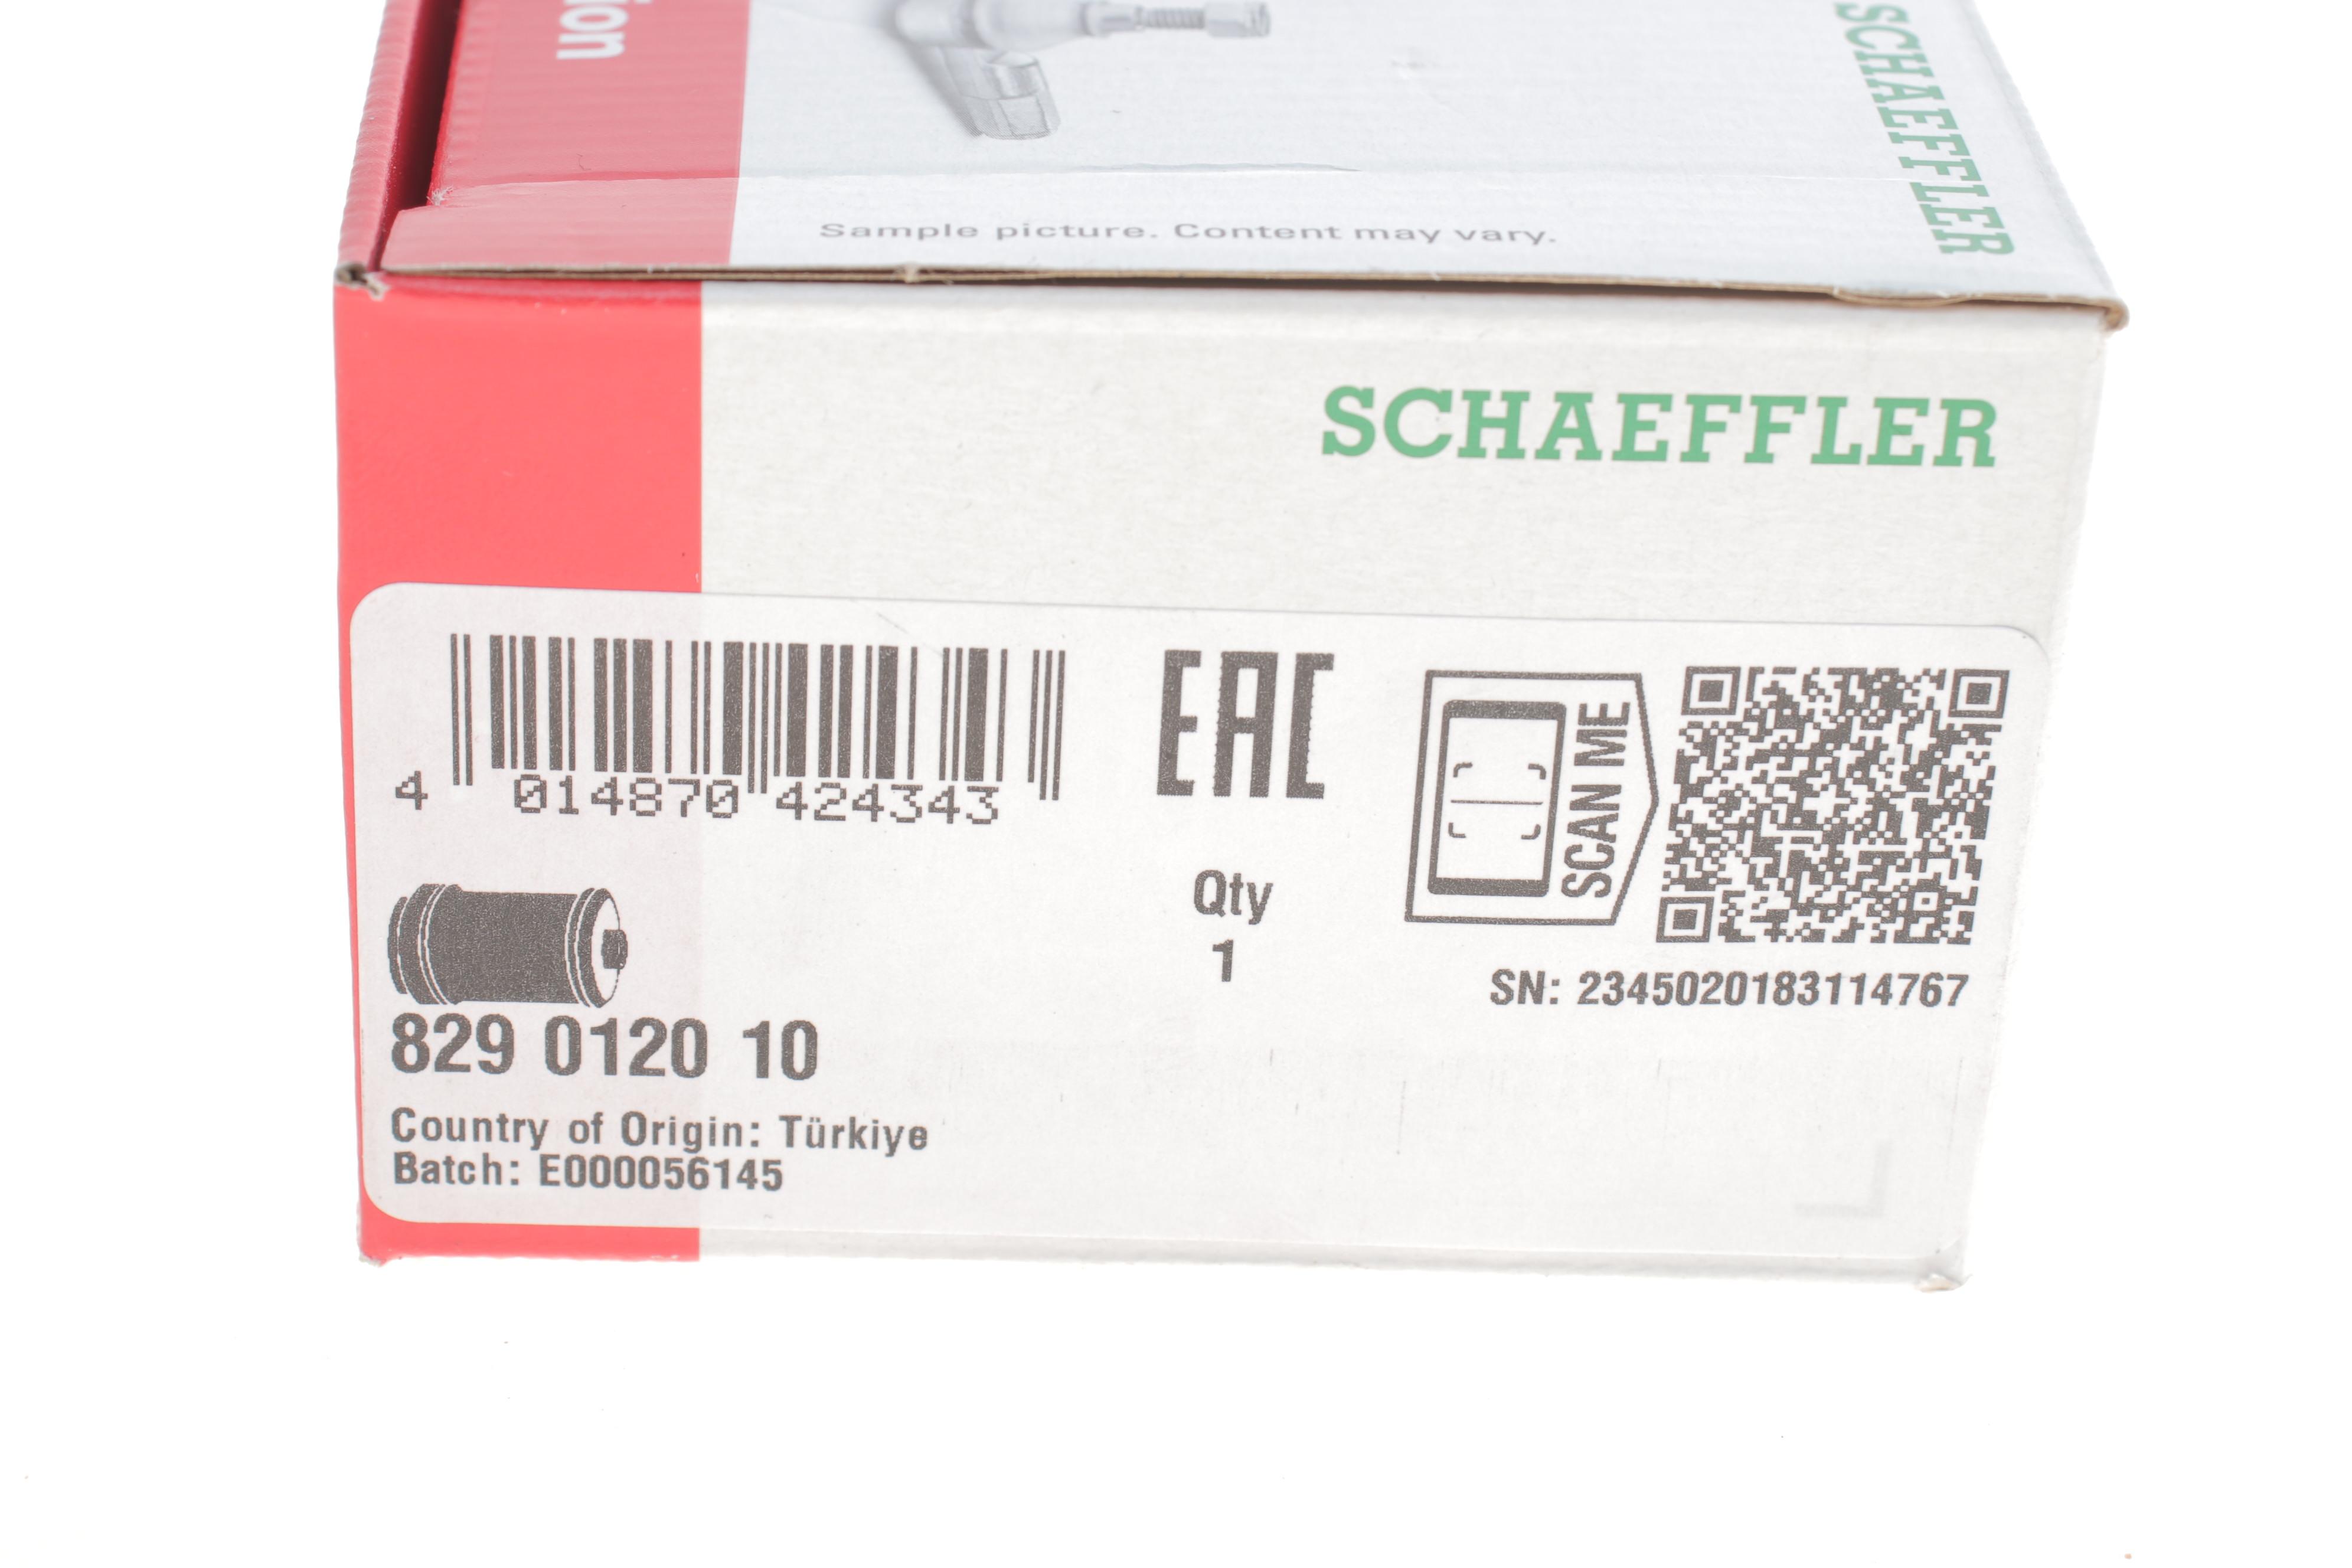 ion
SCHAEFFLER
Sample picture. Content may vary.
SCHAEFFLER
4 014870 424343
EAC
SCAN ME
Qty
1
SN: 2345020183114767
829 0120 10
Country of Origin: Türkiye
Batch: E000056145